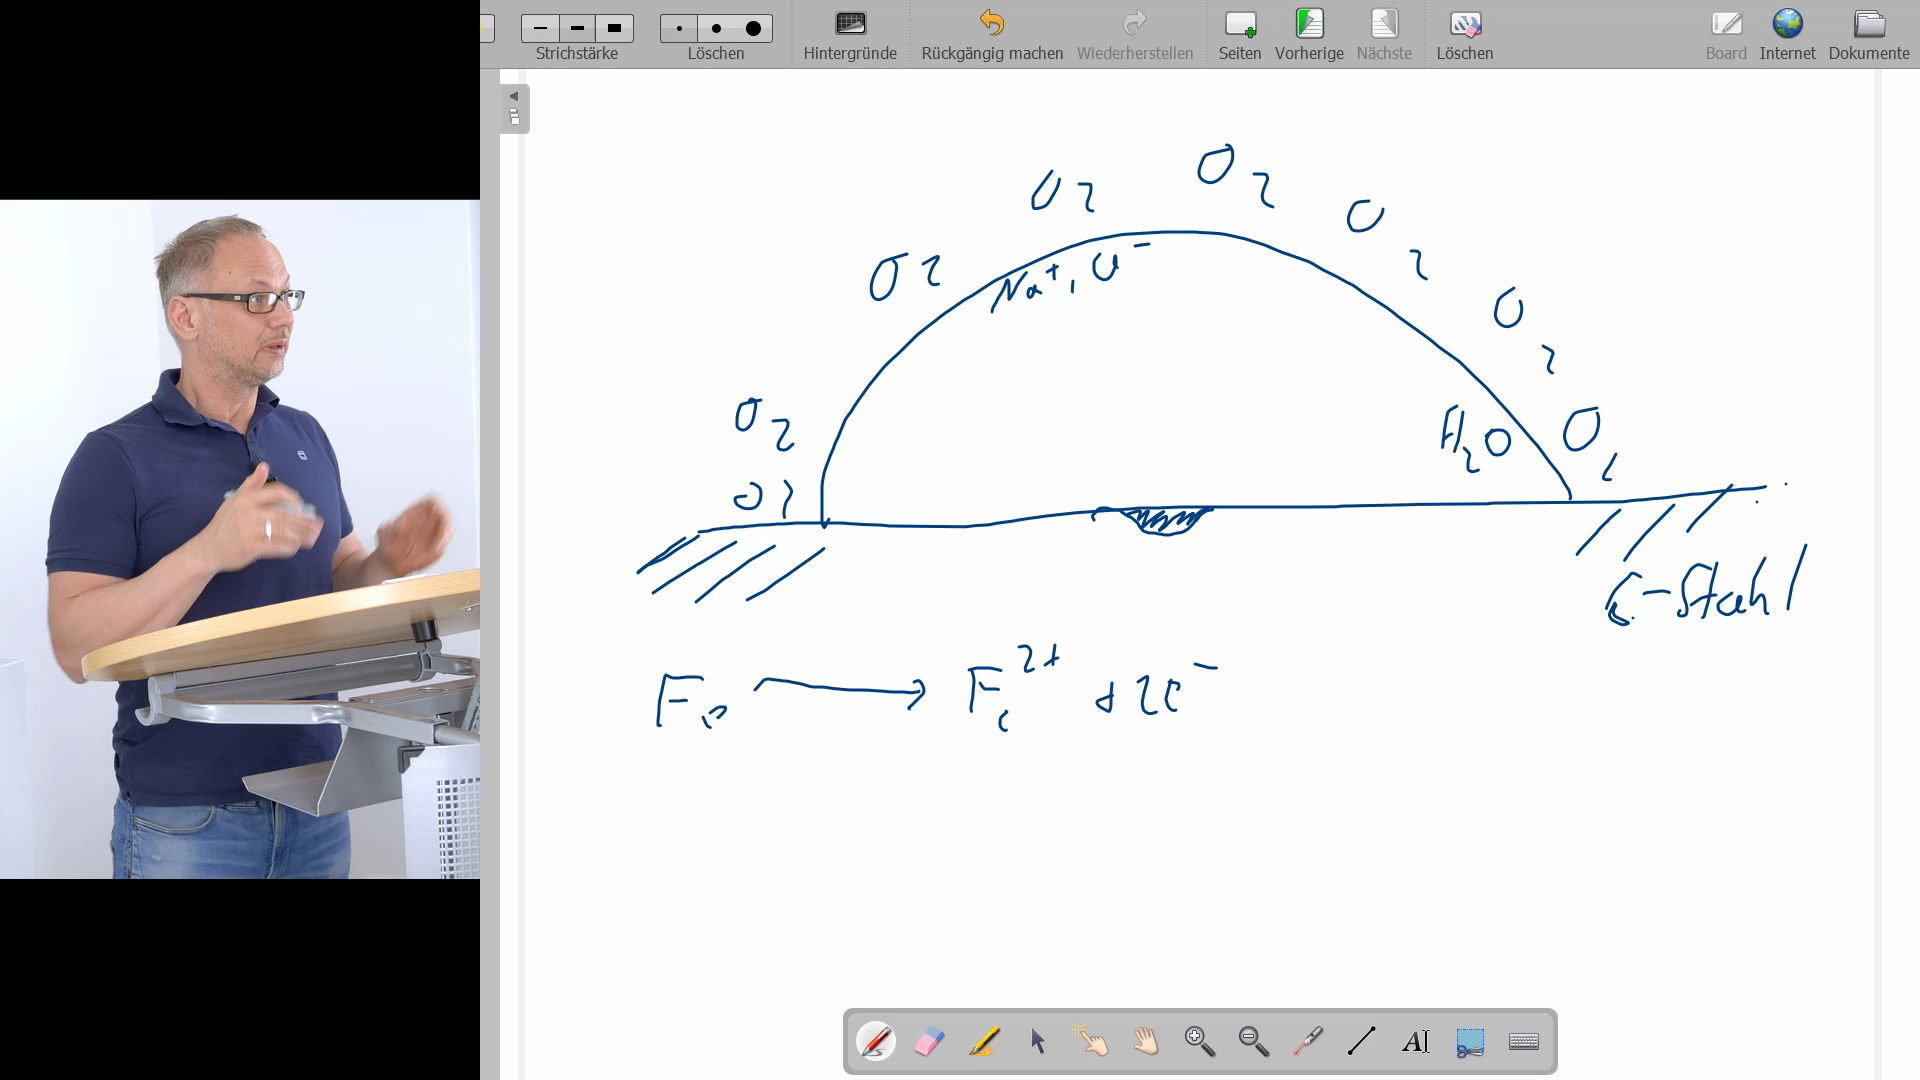 Strichstärke Löschen Hintergründe Rückgängig machen Wiederherstellen Seiten Vorherige Nächste Löschen Board Internet Dokumente
O2
O2
O2
O2
Na+, Cl-
O2
O2
O2
H2O
O2
C-Stahl
Fe → Fe2+ + 2e-
AI